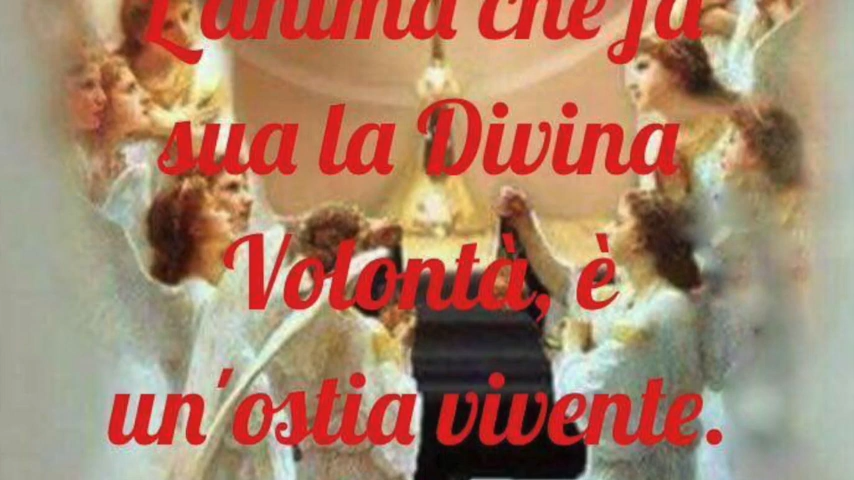 L'anima che fa
sua la Divina
Volontà, è
un'ostia vivente.